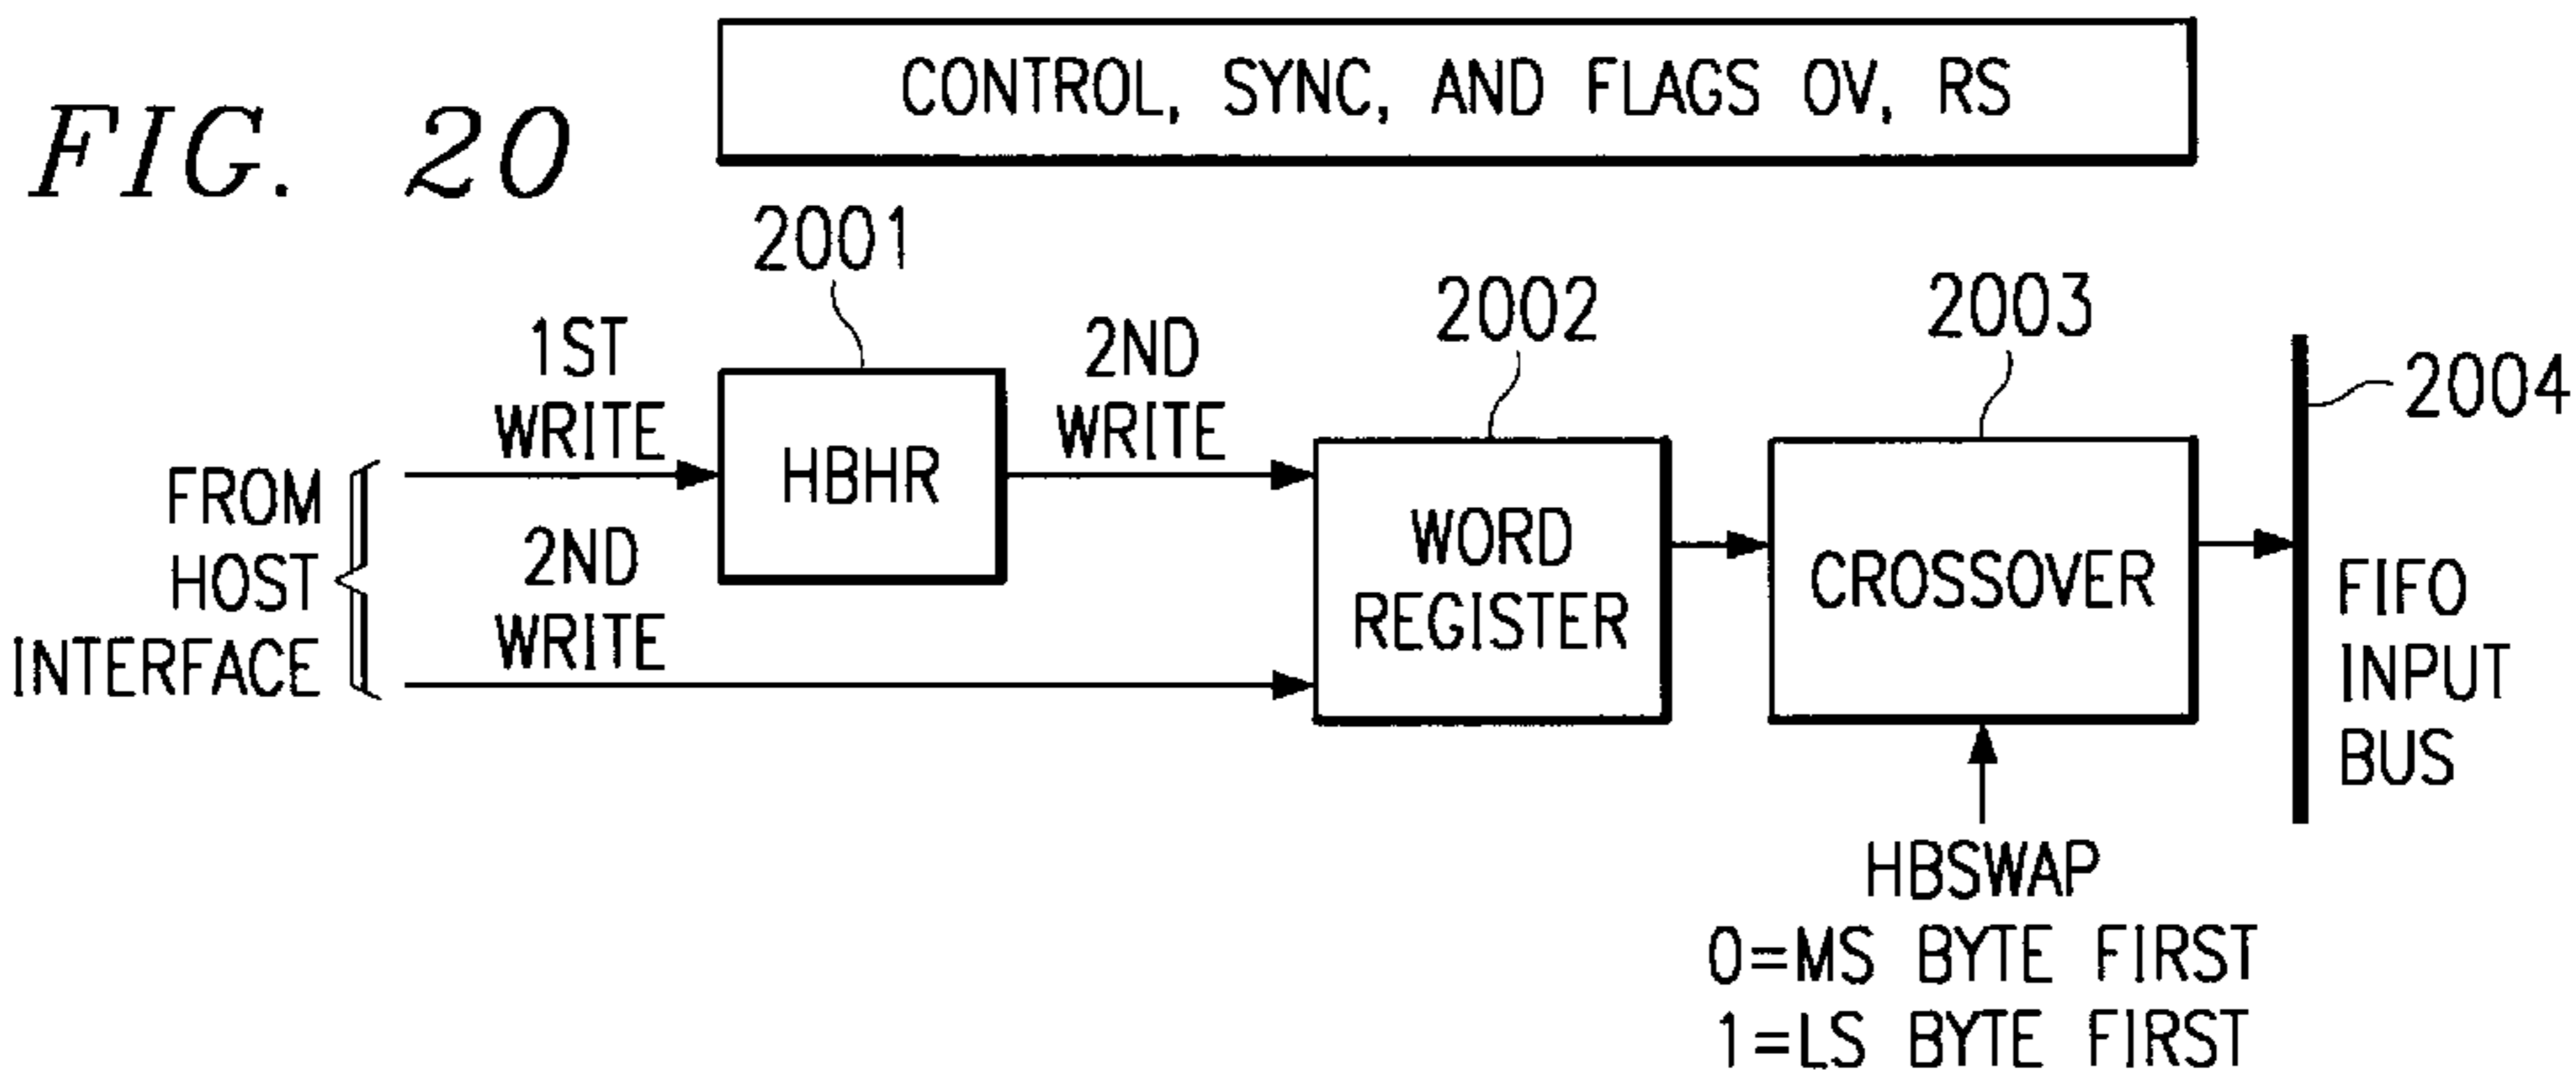 FIG. 20
CONTROL, SYNC, AND FLAGS OV, RS
2001
2002
2003
2004
1ST
WRITE
HBHR
2ND
WRITE
FROM
HOST
INTERFACE
2ND
WRITE
WORD
REGISTER
CROSSOVER
FIFO
INPUT
BUS
HBSWAP
0=MS BYTE FIRST
1=LS BYTE FIRST